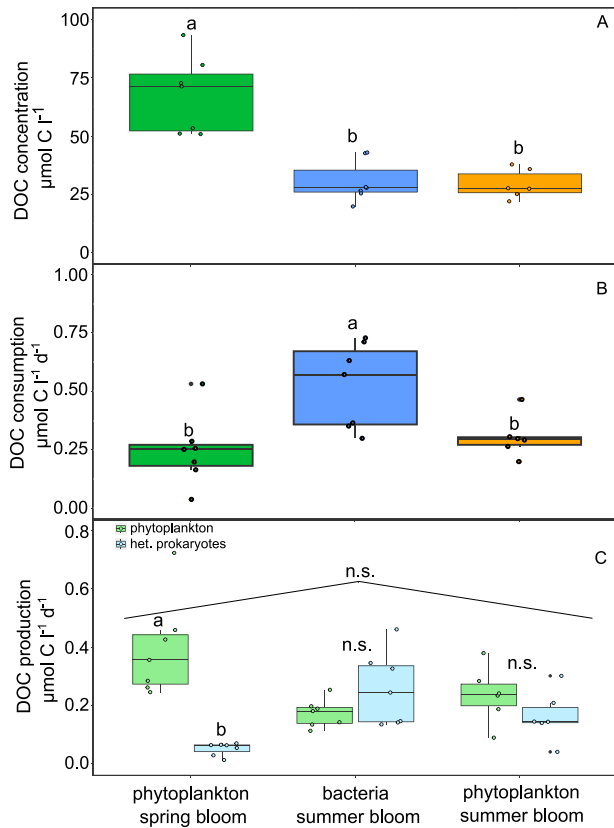 A
100
75
50
25
0
DOC concentration
µmol C l⁻¹
a
b
b
B
1.00
0.75
0.50
0.25
0.00
DOC consumption
µmol C l⁻¹ d⁻¹
b
a
b
C
phytoplankton
het. prokaryotes
0.8
0.6
0.4
0.2
0.0
DOC production
µmol C l⁻¹ d⁻¹
n.s.
a
b
n.s.
n.s.
phytoplankton
spring bloom
bacteria
summer bloom
phytoplankton
summer bloom